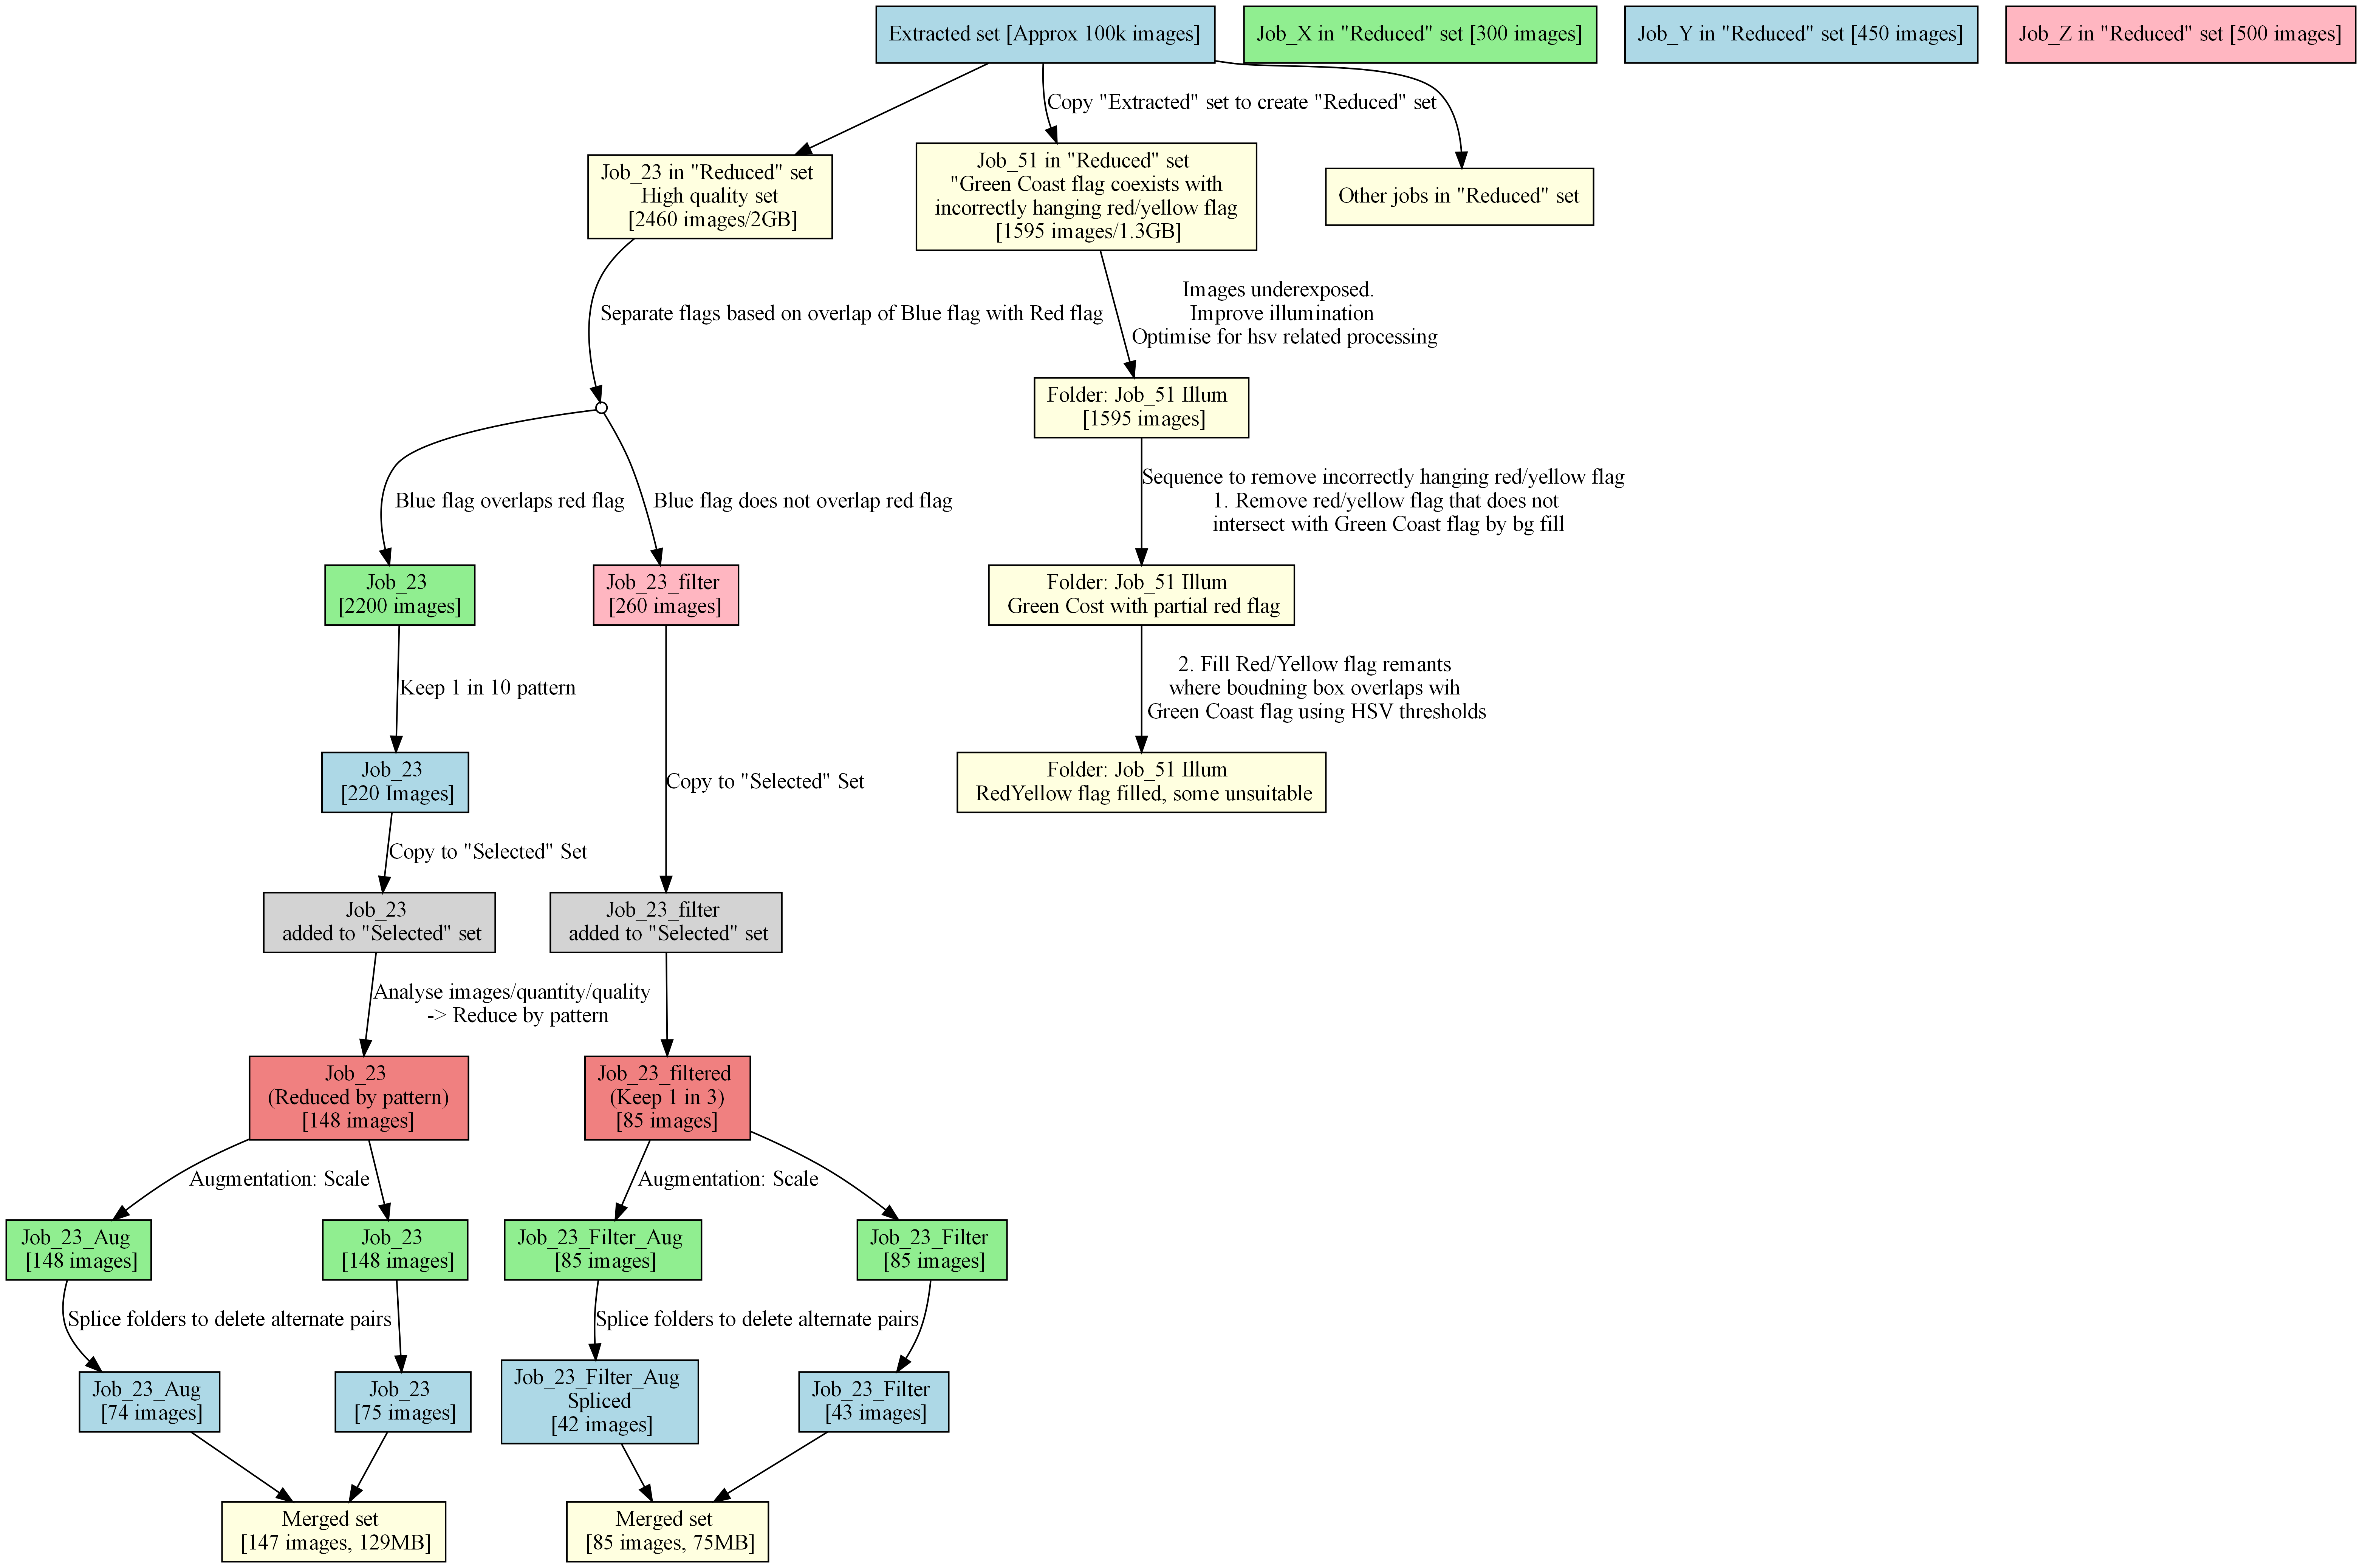 Extracted set [Approx 100k images]
Job_X in "Reduced" set [300 images]
Job_Y in "Reduced" set [450 images]
Job_Z in "Reduced" set [500 images]
Copy "Extracted" set to create "Reduced" set
Job_23 in "Reduced" set
High quality set
[2460 images/2GB]
Job_51 in "Reduced" set
"Green Coast flag coexists with
incorrectly hanging red/yellow flag
[1595 images/1.3GB]
Other jobs in "Reduced" set
Separate flags based on overlap of Blue flag with Red flag
Images underexposed.
Improve illumination
Optimise for hsv related processing
Folder: Job_51 Illum
[1595 images]
Blue flag overlaps red flag
Blue flag does not overlap red flag
Sequence to remove incorrectly hanging red/yellow flag
1. Remove red/yellow flag that does not
intersect with Green Coast flag by bg fill
Job_23
[2200 images]
Job_23_filter
[260 images]
Folder: Job_51 Illum
Green Cost with partial red flag
Keep 1 in 10 pattern
2. Fill Red/Yellow flag remants
where boudning box overlaps wih
Green Coast flag using HSV thresholds
Job_23
[220 Images]
Copy to "Selected" Set
Folder: Job_51 Illum
RedYellow flag filled, some unsuitable
Copy to "Selected" Set
Job_23
added to "Selected" set
Job_23_filter
added to "Selected" set
Analyse images/quantity/quality
-> Reduce by pattern
Job_23
(Reduced by pattern)
[148 images]
Job_23_filtered
(Keep 1 in 3)
[85 images]
Augmentation: Scale
Augmentation: Scale
Job_23_Aug
[148 images]
Job_23
[148 images]
Job_23_Filter_Aug
[85 images]
Job_23_Filter
[85 images]
Splice folders to delete alternate pairs
Splice folders to delete alternate pairs
Job_23_Aug
[74 images]
Job_23
[75 images]
Job_23_Filter_Aug
Spliced
[42 images]
Job_23_Filter
[43 images]
Merged set
[147 images, 129MB]
Merged set
[85 images, 75MB]